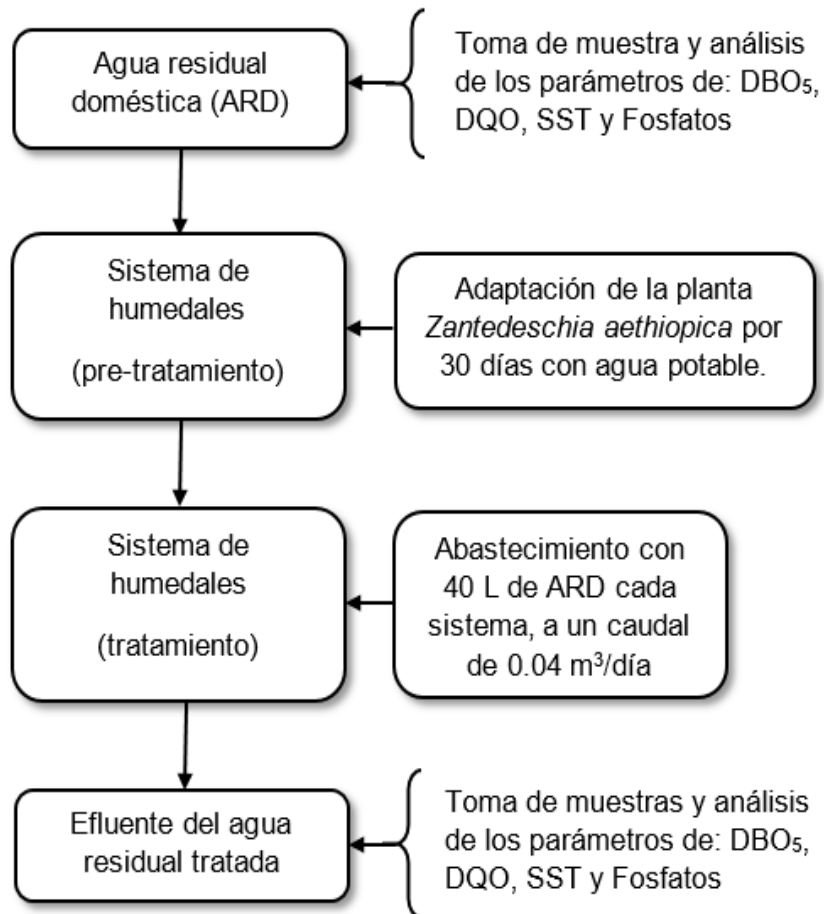 Agua residual
doméstica (ARD)
Toma de muestra y análisis
de los parámetros de: DBO₅,
DQO, SST y Fosfatos
Sistema de
humedales
(pre-tratamiento)
Adaptación de la planta
Zantedeschia aethiopica por
30 días con agua potable.
Sistema de
humedales
(tratamiento)
Abastecimiento con
40 L de ARD cada
sistema, a un caudal
de 0.04 m³/día
Efluente del agua
residual tratada
Toma de muestras y análisis
de los parámetros de: DBO₅,
DQO, SST y Fosfatos